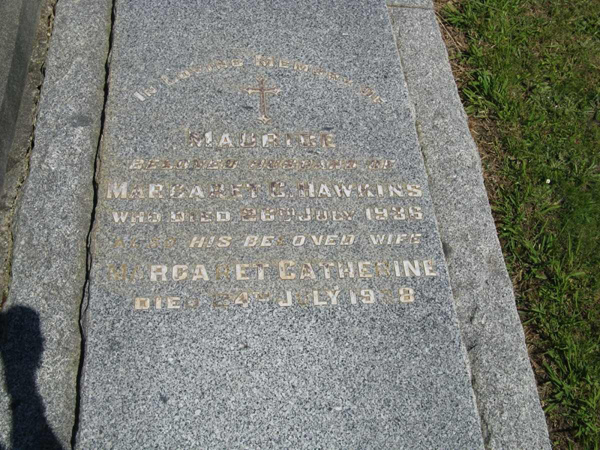 In Loving Memory of
Maurice
Beloved Husband of
Margaret C. Hawkins
Who Died 26th July 1936
Also His Beloved Wife
Margaret Catherine
Died 24th July